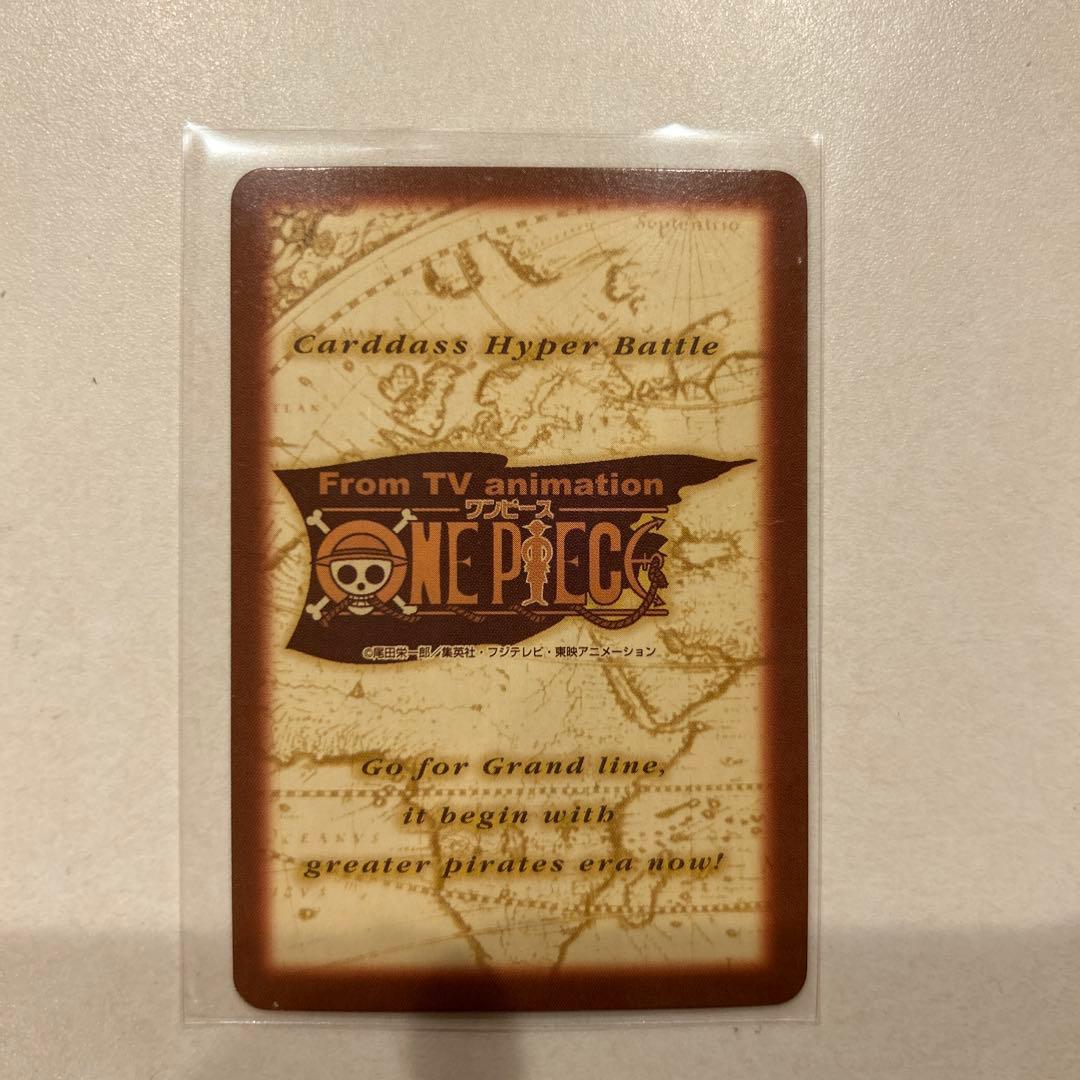 Septentrio
Carddass Hyper Battle
From TV animation
ワンピース
ONE PIECE
©尾田栄一郎／集英社・フジテレビ・東映アニメーション
Go for Grand line,
it begin with
greater pirates era now!